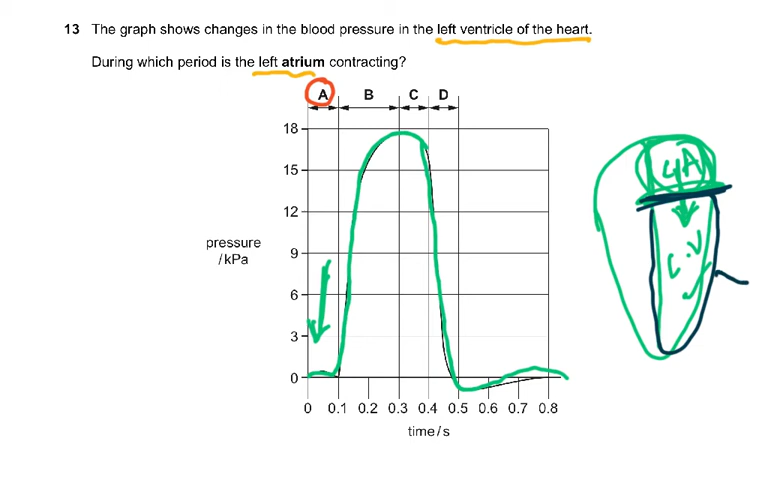 13 The graph shows changes in the blood pressure in the left ventricle of the heart.
During which period is the left atrium contracting?
A B C D
18
15
12
9
6
3
0
pressure
/kPa
0 0.1 0.2 0.3 0.4 0.5 0.6 0.7 0.8
time/s
LA
L.V